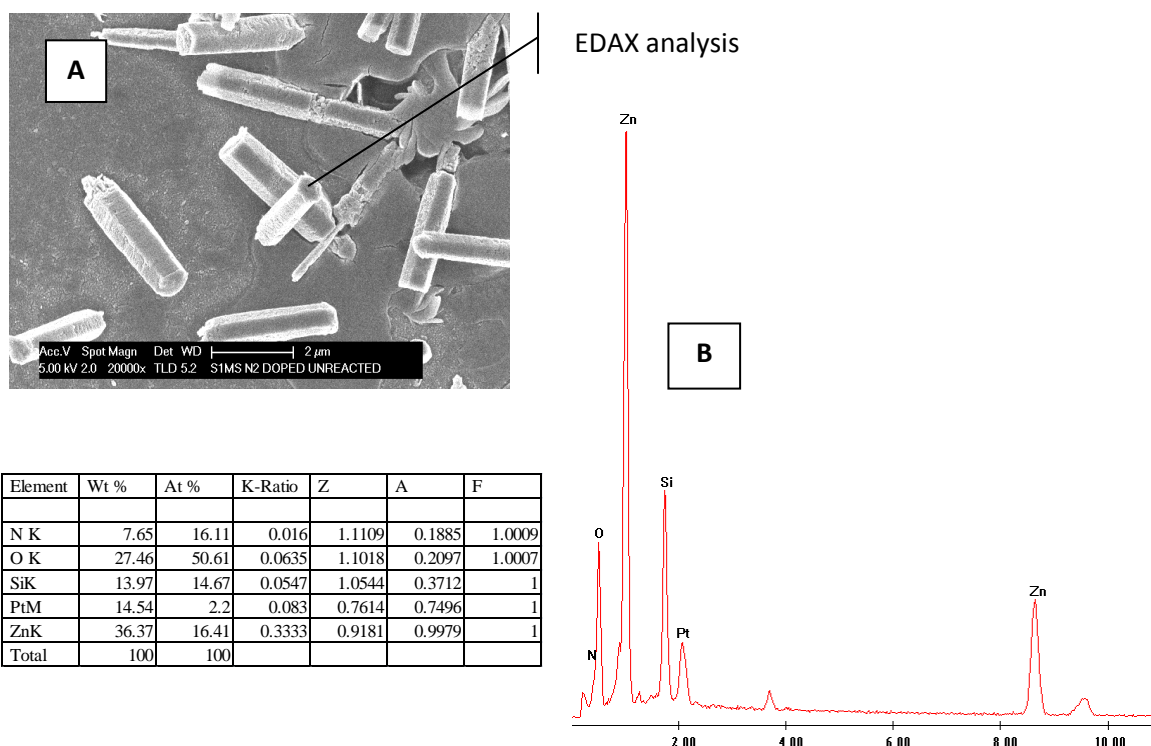 A
EDAX analysis
Acc.V Spot Magn Det WD 2 µm
5.00 kV 2.0 20000x TLD 5.2 S1MS N2 DOPED UNREACTED
Element Wt % At % K-Ratio Z A F
N K 7.65 16.11 0.016 1.1109 0.1885 1.0009
O K 27.46 50.61 0.0635 1.1018 0.2097 1.0007
SiK 13.97 14.67 0.0547 1.0544 0.3712 1
PtM 14.54 2.2 0.083 0.7614 0.7496 1
ZnK 36.37 16.41 0.3333 0.9181 0.9979 1
Total 100 100
Zn
B
Si
O
Zn
Pt
N
2.00 4.00 6.00 8.00 10.00